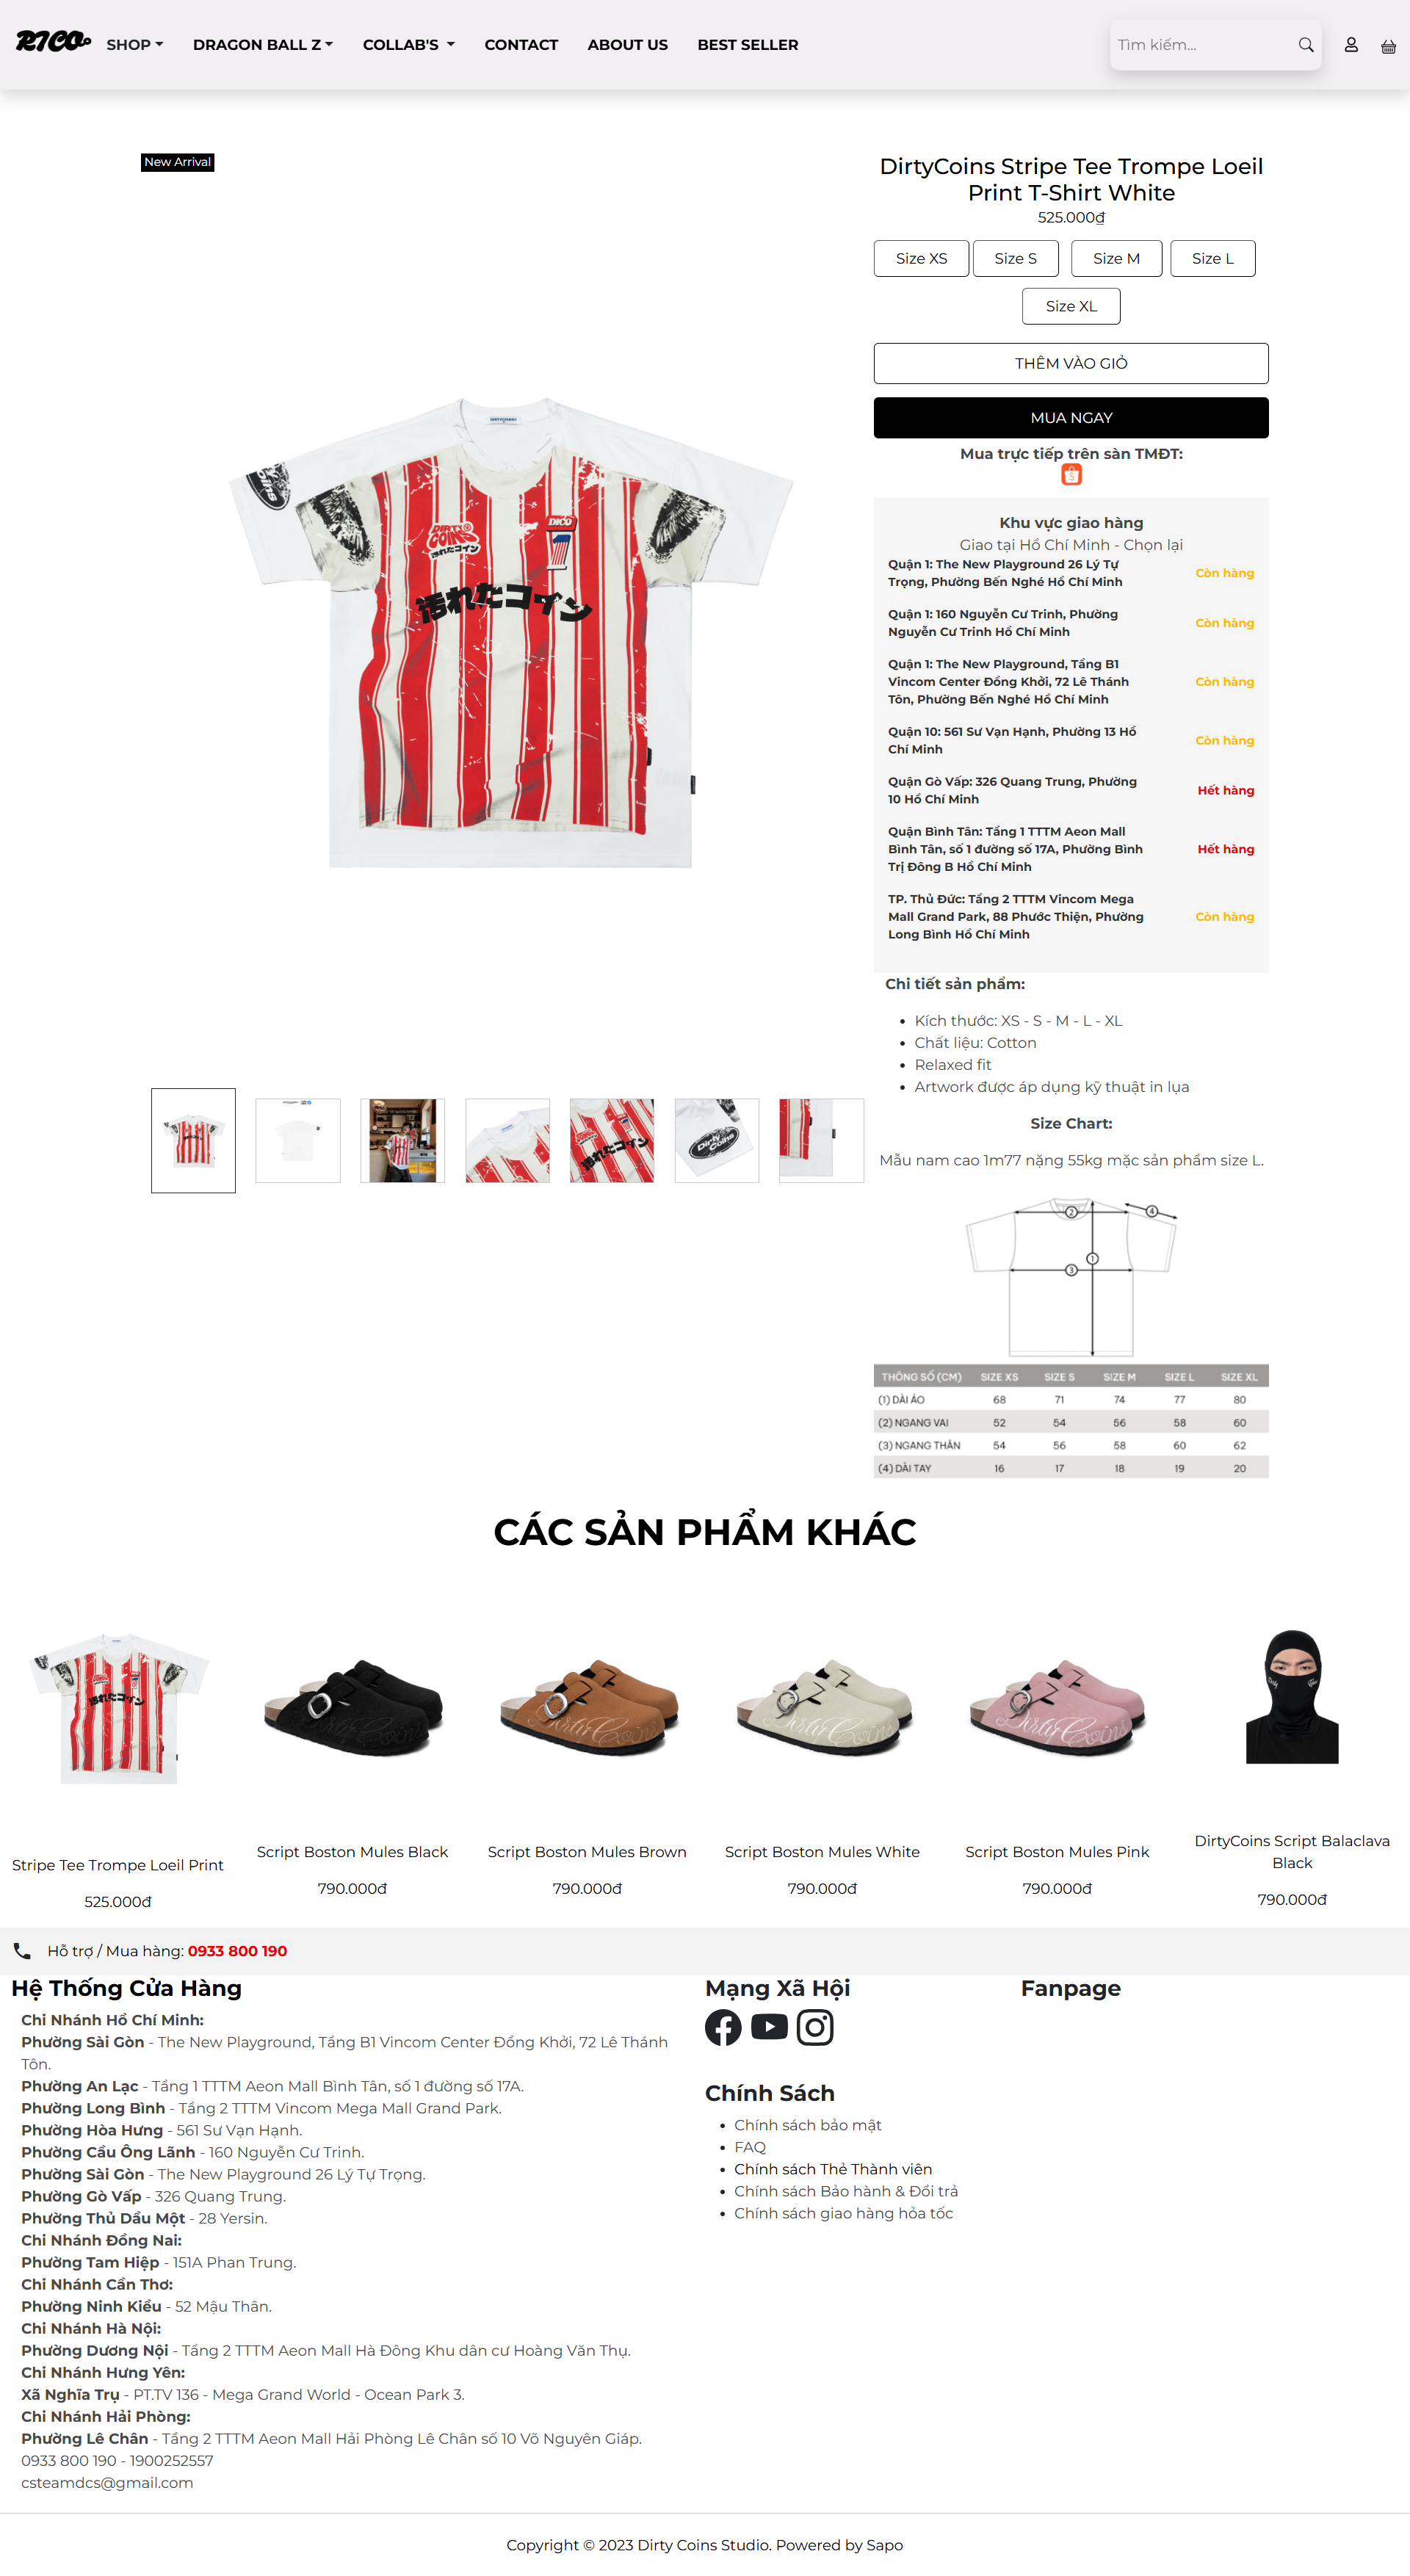 RICO
SHOP
DRAGON BALL Z
COLLAB'S
CONTACT
ABOUT US
BEST SELLER
Tìm kiếm...
New Arrival
DirtyCoins Stripe Tee Trompe Loeil
Print T-Shirt White
525.000₫
Size XS
Size S
Size M
Size L
Size XL
THÊM VÀO GIỎ
MUA NGAY
Mua trực tiếp trên sàn TMĐT:
DIRTY
COINS
DICO
1
汚れたコイン
Khu vực giao hàng
Giao tại Hồ Chí Minh - Chọn lại
Quận 1: The New Playground 26 Lý Tự
Trọng, Phường Bến Nghé Hồ Chí Minh
Còn hàng
Quận 1: 160 Nguyễn Cư Trinh, Phường
Nguyễn Cư Trinh Hồ Chí Minh
Còn hàng
Quận 1: The New Playground, Tầng B1
Vincom Center Đồng Khởi, 72 Lê Thánh
Tôn, Phường Bến Nghé Hồ Chí Minh
Còn hàng
Quận 10: 561 Sư Vạn Hạnh, Phường 13 Hồ
Chí Minh
Còn hàng
Quận Gò Vấp: 326 Quang Trung, Phường
10 Hồ Chí Minh
Hết hàng
Quận Bình Tân: Tầng 1 TTTM Aeon Mall
Bình Tân, số 1 đường số 17A, Phường Bình
Trị Đông B Hồ Chí Minh
Hết hàng
TP. Thủ Đức: Tầng 2 TTTM Vincom Mega
Mall Grand Park, 88 Phước Thiện, Phường
Long Bình Hồ Chí Minh
Còn hàng
Chi tiết sản phẩm:
• Kích thước: XS - S - M - L - XL
• Chất liệu: Cotton
• Relaxed fit
• Artwork được áp dụng kỹ thuật in lụa
Size Chart:
Mẫu nam cao 1m77 nặng 55kg mặc sản phẩm size L.
2
4
1
3
THÔNG SỐ (CM) SIZE XS SIZE S SIZE M SIZE L SIZE XL
(1) DÀI ÁO 68 71 74 77 80
(2) NGANG VAI 52 54 56 58 60
(3) NGANG THÂN 54 56 58 60 62
(4) DÀI TAY 16 17 18 19 20
CÁC SẢN PHẨM KHÁC
Stripe Tee Trompe Loeil Print
525.000đ
Script Boston Mules Black
790.000đ
Script Boston Mules Brown
790.000đ
Script Boston Mules White
790.000đ
Script Boston Mules Pink
790.000đ
DirtyCoins Script Balaclava
Black
790.000đ
Hỗ trợ / Mua hàng: 0933 800 190
Hệ Thống Cửa Hàng
Chi Nhánh Hồ Chí Minh:
Phường Sài Gòn - The New Playground, Tầng B1 Vincom Center Đồng Khởi, 72 Lê Thánh
Tôn.
Phường An Lạc - Tầng 1 TTTM Aeon Mall Bình Tân, số 1 đường số 17A.
Phường Long Bình - Tầng 2 TTTM Vincom Mega Mall Grand Park.
Phường Hòa Hưng - 561 Sư Vạn Hạnh.
Phường Cầu Ông Lãnh - 160 Nguyễn Cư Trinh.
Phường Sài Gòn - The New Playground 26 Lý Tự Trọng.
Phường Gò Vấp - 326 Quang Trung.
Phường Thủ Dầu Một - 28 Yersin.
Chi Nhánh Đồng Nai:
Phường Tam Hiệp - 151A Phan Trung.
Chi Nhánh Cần Thơ:
Phường Ninh Kiều - 52 Mậu Thân.
Chi Nhánh Hà Nội:
Phường Dương Nội - Tầng 2 TTTM Aeon Mall Hà Đông Khu dân cư Hoàng Văn Thụ.
Chi Nhánh Hưng Yên:
Xã Nghĩa Trụ - PT.TV 136 - Mega Grand World - Ocean Park 3.
Chi Nhánh Hải Phòng:
Phường Lê Chân - Tầng 2 TTTM Aeon Mall Hải Phòng Lê Chân số 10 Võ Nguyên Giáp.
0933 800 190 - 1900252557
csteamdcs@gmail.com
Mạng Xã Hội
Chính Sách
• Chính sách bảo mật
• FAQ
• Chính sách Thẻ Thành viên
• Chính sách Bảo hành & Đổi trả
• Chính sách giao hàng hỏa tốc
Fanpage
Copyright © 2023 Dirty Coins Studio. Powered by Sapo